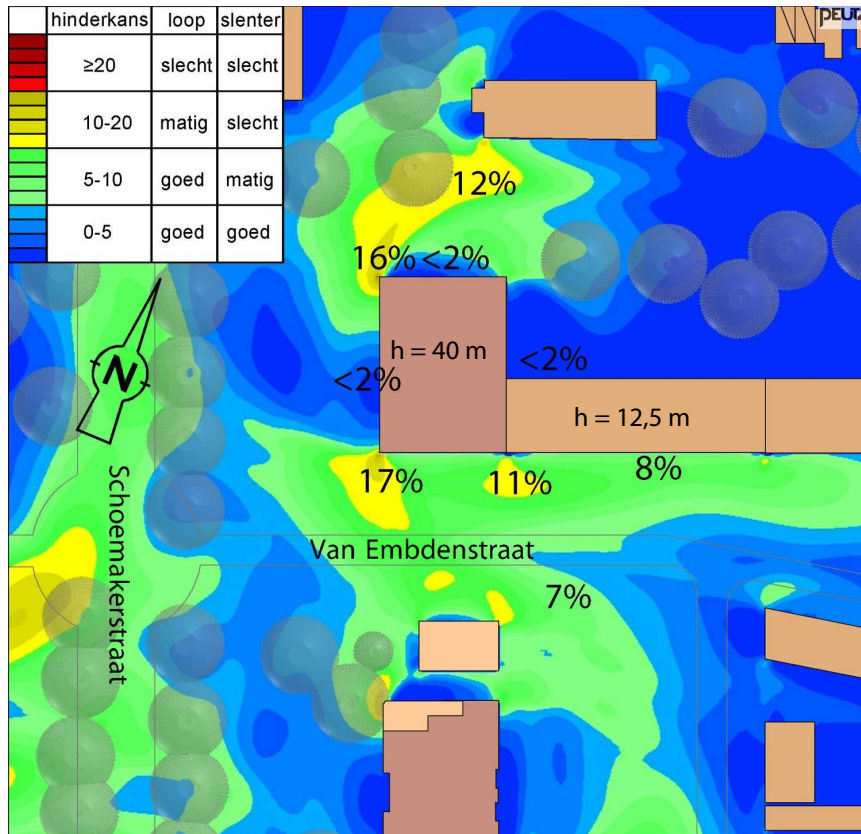 PEUTZ
hinderkans loop slenter
≥20 slecht slecht
10-20 matig slecht
5-10 goed matig
0-5 goed goed
12%
16% <2%
N
h = 40 m
<2%
<2%
h = 12,5 m
17%
11%
8%
Schoemakerstraat
Van Embdenstraat
7%